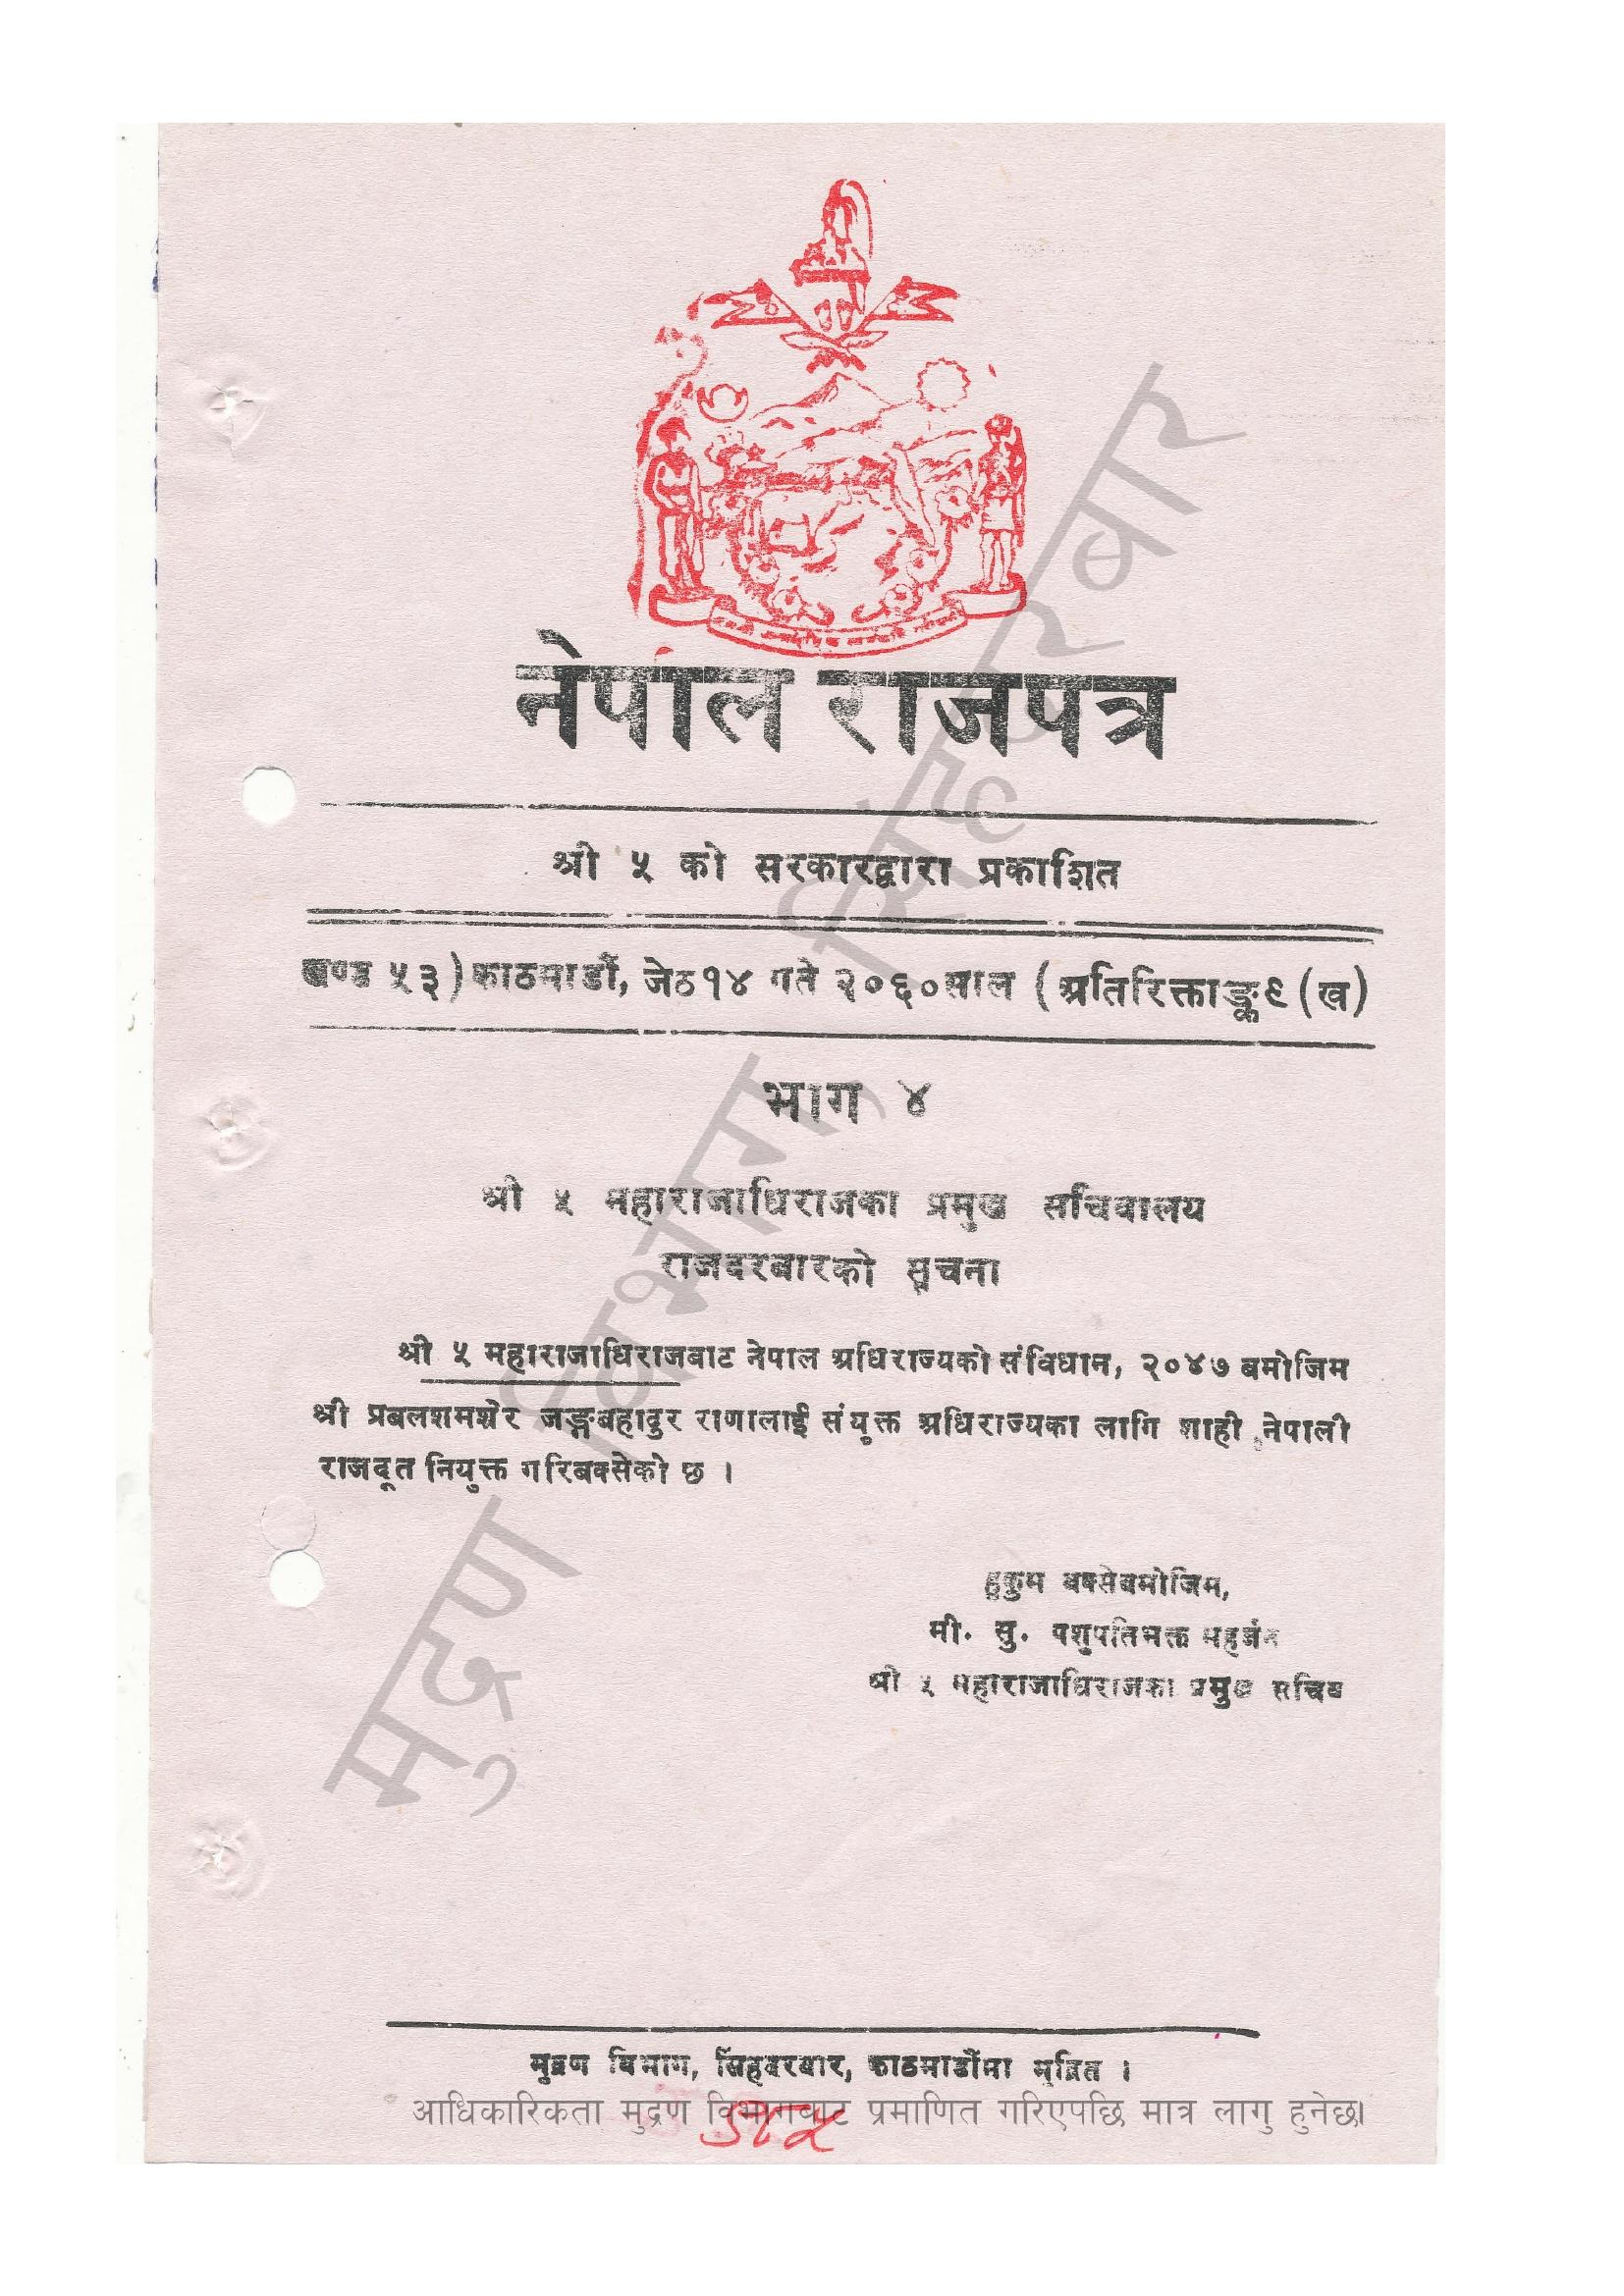 नेपाल राजपत्र
श्री ५ को सरकारद्वारा प्रकाशित
खण्ड ५३) काठमाडौं, जेठ १४ गते २०६० साल (अतिरिक्ताङ्क ९ (ख)
भाग ४
श्री ५ महाराजाधिराजका प्रमुख सचिवालय
राजदरबारको सूचना
श्री ५ महाराजाधिराजबाट नेपाल अधिराज्यको संविधान, २०४७ बमोजिम
श्री प्रबलशमशेर जङ्गबहादुर राणालाई संयुक्त अधिराज्यका लागि शाही नेपाली
राजदूत नियुक्त गरिबक्सेको छ ।
हुकुम बक्सेबमोजिम,
मी. सु. पशुपतिभक्त महर्जन
श्री ५ महाराजाधिराजका प्रमुख सचिव
मुद्रण विभाग, सिंहदरबार, काठमाडौंमा मुद्रित ।
आधिकारिकता मुद्रण विभागबाट प्रमाणित गरिएपछि मात्र लागु हुनेछ।
मुद्रण विभाग, सिंहदरबार